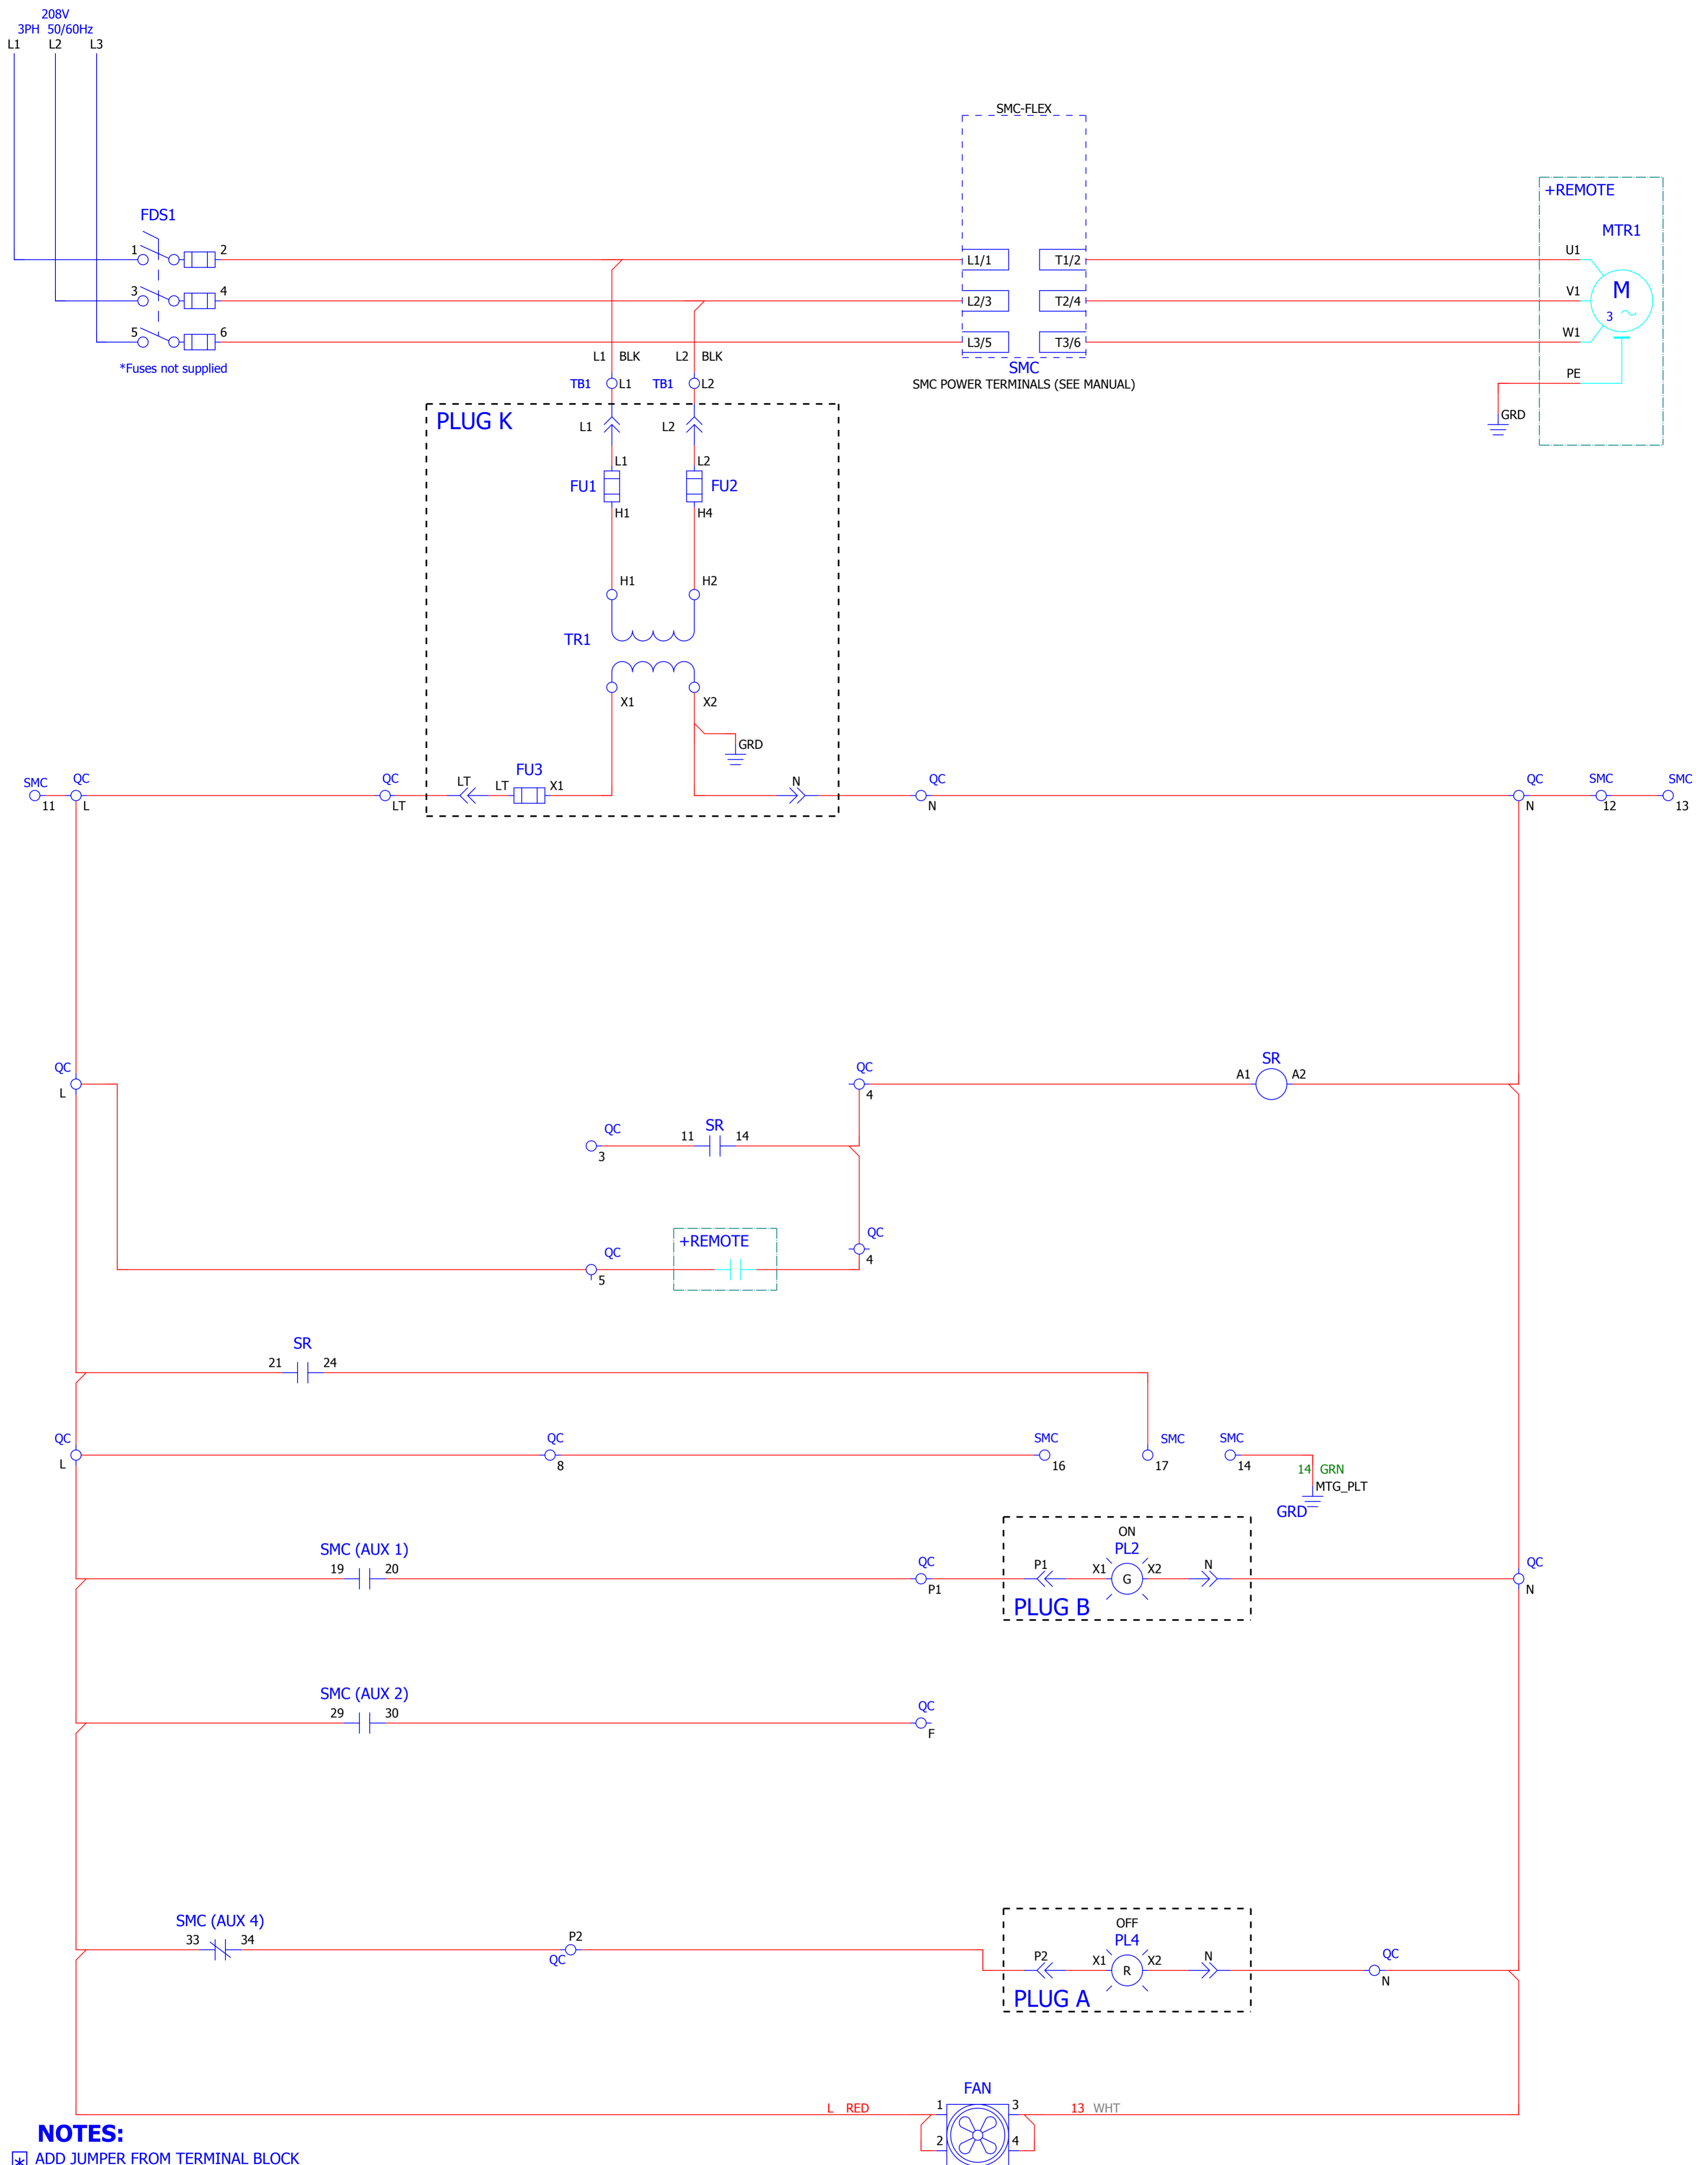 208V
3PH 50/60Hz
L1 L2 L3
SMC-FLEX
+REMOTE
MTR1
FDS1
1 2 L1/1 T1/2 U1
3 4 L2/3 T2/4 V1
M
3
5 6 L3/5 T3/6 W1
*Fuses not supplied
L1 BLK L2 BLK
SMC
SMC POWER TERMINALS (SEE MANUAL)
PE
TB1 L1 TB1 L2
GRD
PLUG K
L1 L2
L1 L2
FU1 FU2
H1 H4
H1 H2
TR1
X1 X2
GRD
SMC QC QC LT LT FU3 X1 N QC QC SMC SMC
11 L LT N N 12 13
QC QC SR
L 4 A1 A2
QC SR
3 11 14
QC +REMOTE QC
5 4
SR
21 24
QC QC SMC SMC SMC
L 8 16 17 14
14 GRN
MTG_PLT
GRD
ON
SMC (AUX 1) PL2
19 20 QC P1 P1 X1 G X2 N QC N
PLUG B
SMC (AUX 2)
29 30 QC F
SMC (AUX 4)
33 34 P2 QC
OFF
PL4
P2 X1 R X2 N QC N
PLUG A
FAN
L RED 1 3 13 WHT
2 4
NOTES:
* ADD JUMPER FROM TERMINAL BLOCK